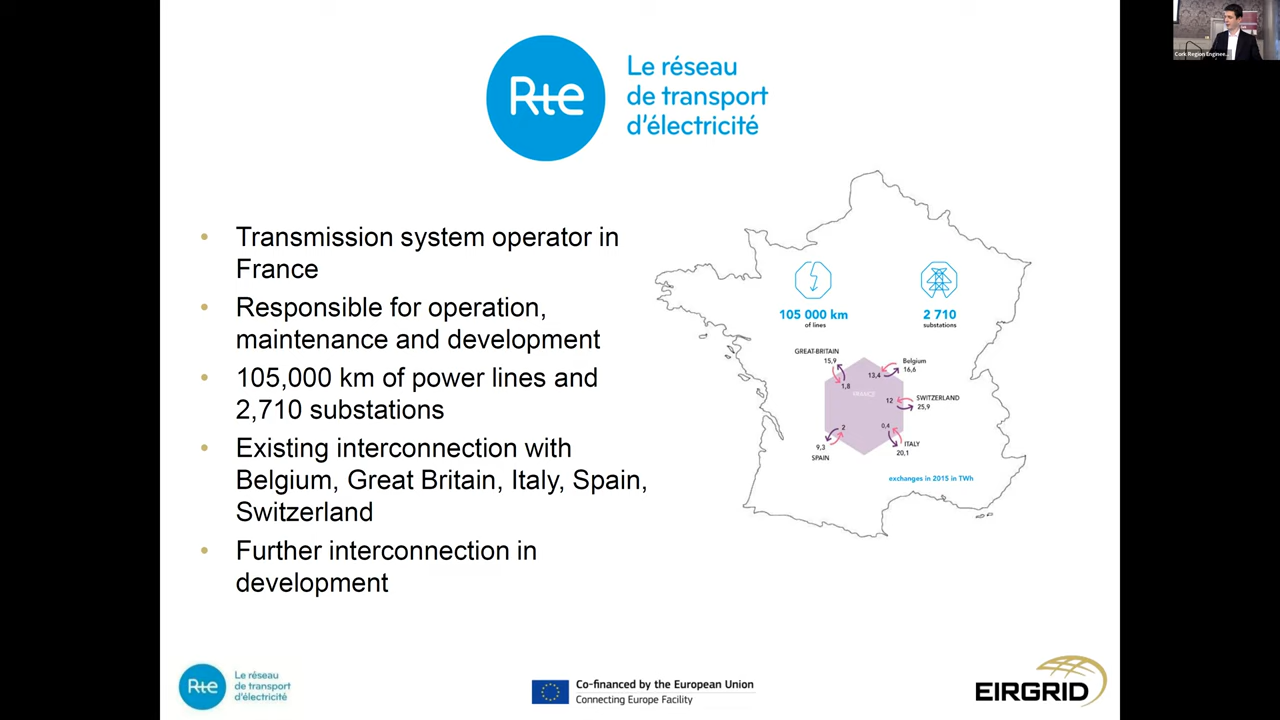 Cork Region Enginee...
Rte
Le réseau
de transport
d'électricité
• Transmission system operator in
France
• Responsible for operation,
maintenance and development
• 105,000 km of power lines and
2,710 substations
• Existing interconnection with
Belgium, Great Britain, Italy, Spain,
Switzerland
• Further interconnection in
development
105 000 km
of lines
2 710
substations
GREAT-BRITAIN
15,9
1,8
Belgium
16,6
13,4
FRANCE
12
SWITZERLAND
25,9
2
9,3
SPAIN
0,4
ITALY
20,1
exchanges in 2015 in TWh
Rte
Le réseau
de transport
d'électricité
Co-financed by the European Union
Connecting Europe Facility
EIRGRID